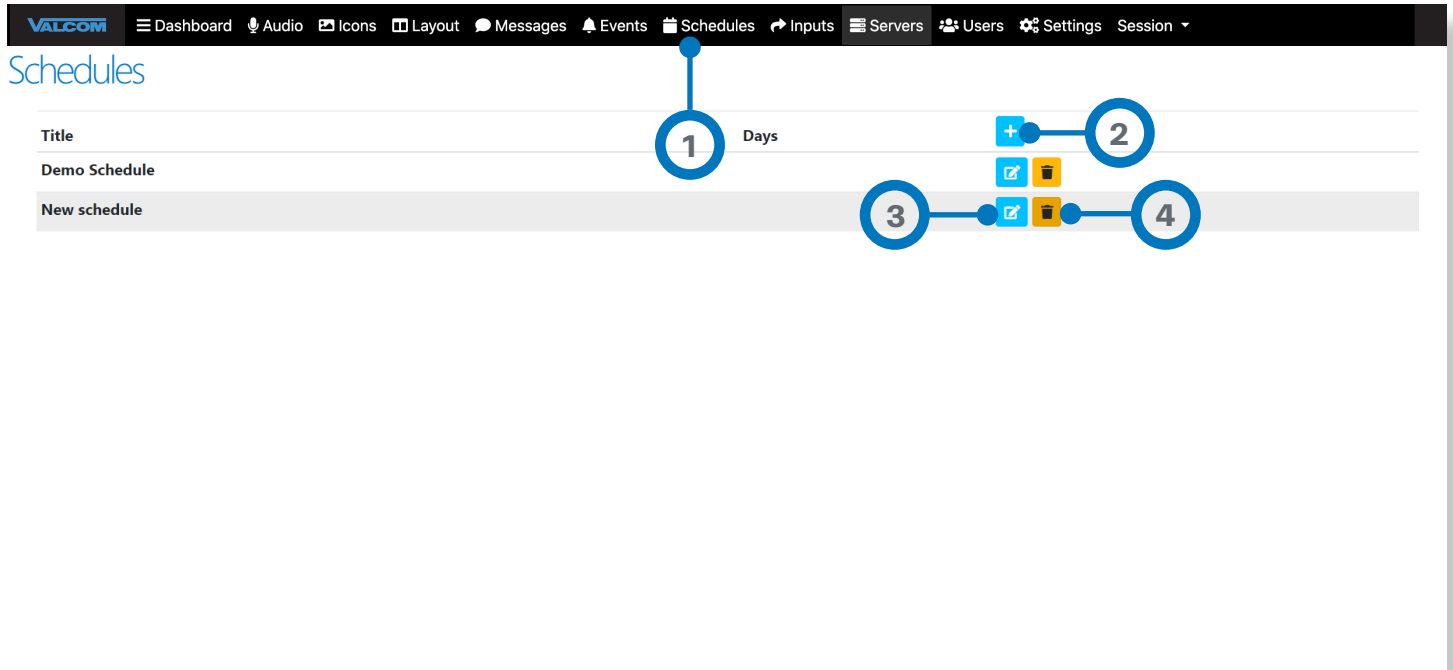 VALCOM Dashboard Audio Icons Layout Messages Events Schedules Inputs Servers Users Settings Session
Schedules
Title Days
1 2
Demo Schedule
New schedule
3 4